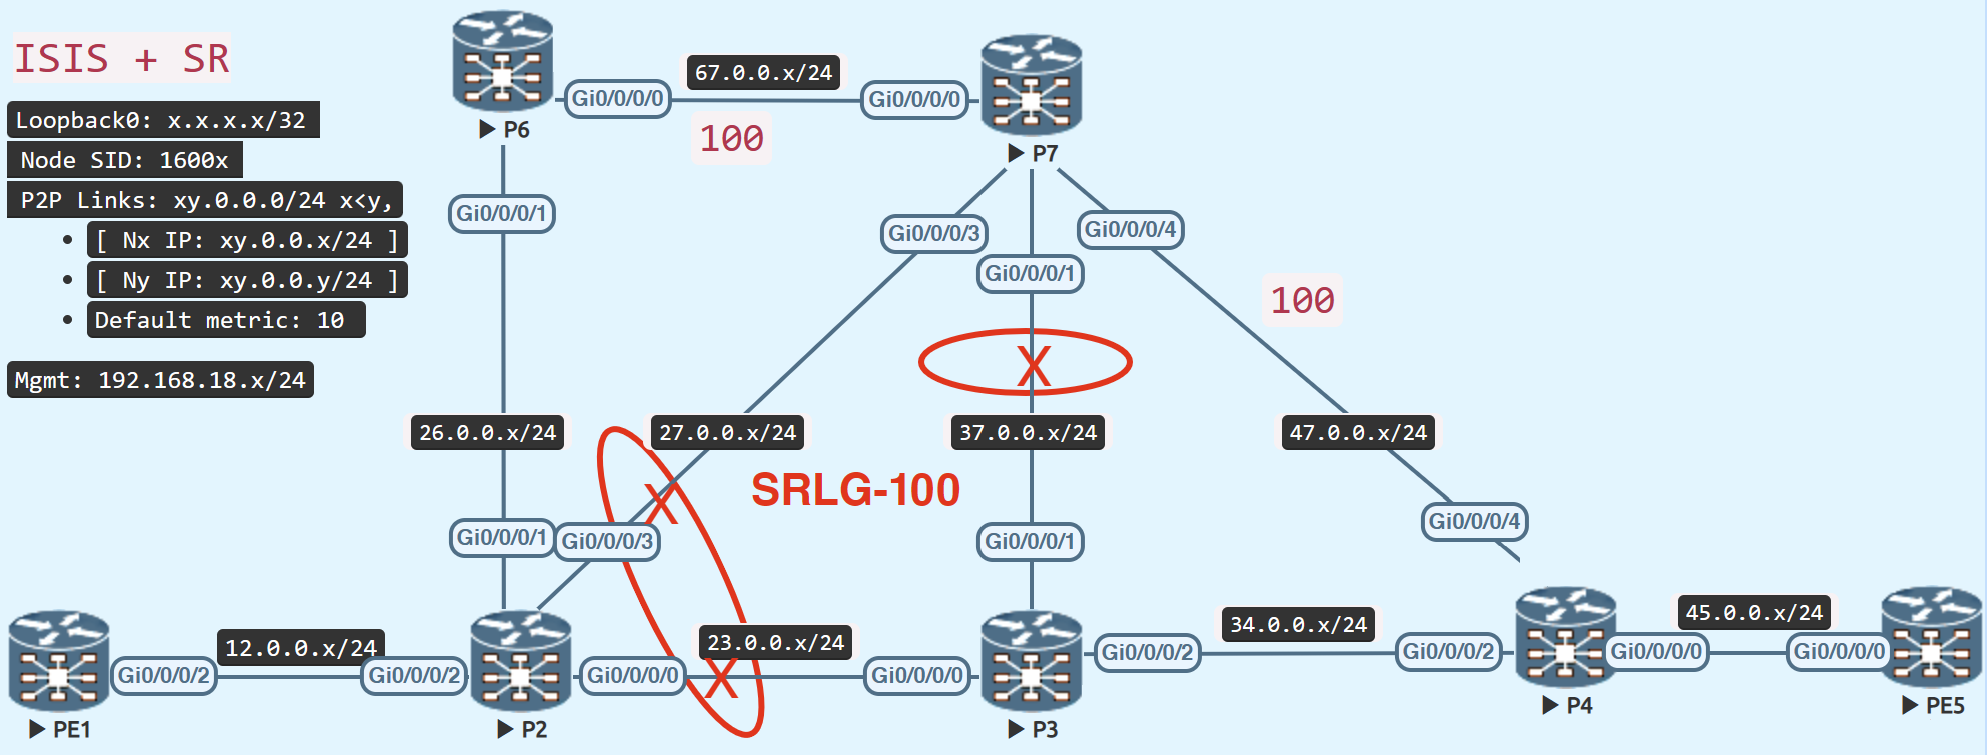 ISIS + SR
Loopback0: x.x.x.x/32
Node SID: 1600x
P2P Links: xy.0.0.0/24 x<y,
• [ Nx IP: xy.0.0.x/24 ]
• [ Ny IP: xy.0.0.y/24 ]
• Default metric: 10
Mgmt: 192.168.18.x/24
67.0.0.x/24
Gi0/0/0/0
Gi0/0/0/0
100
P6
P7
Gi0/0/0/1
Gi0/0/0/3
Gi0/0/0/4
Gi0/0/0/1
100
X
26.0.0.x/24
27.0.0.x/24
37.0.0.x/24
47.0.0.x/24
SRLG-100
X
Gi0/0/0/4
Gi0/0/0/1
Gi0/0/0/3
Gi0/0/0/1
12.0.0.x/24
23.0.0.x/24
34.0.0.x/24
45.0.0.x/24
Gi0/0/0/2
Gi0/0/0/2
Gi0/0/0/0
X
Gi0/0/0/0
Gi0/0/0/2
Gi0/0/0/2
Gi0/0/0/0
Gi0/0/0/0
PE1
P2
P3
P4
PE5